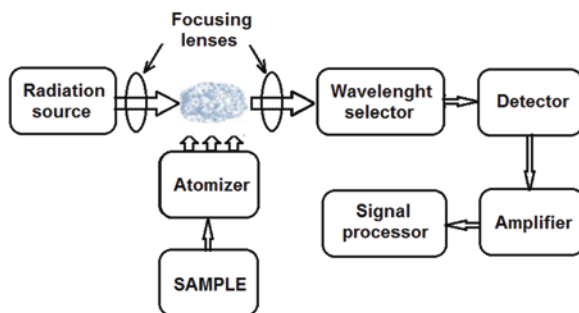 Focusing
lenses
Radiation
source
Wavelenght
selector
Detector
Atomizer
Signal
processor
Amplifier
SAMPLE